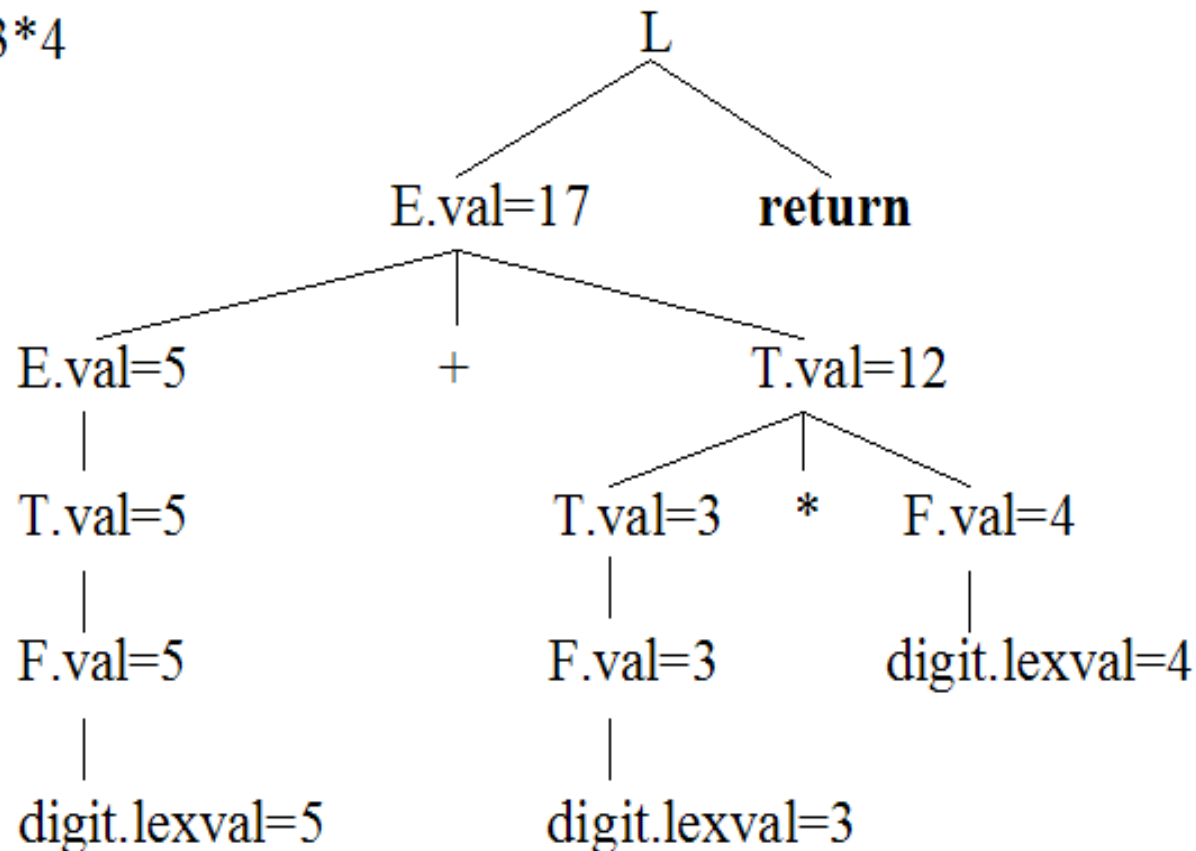 3*4
L
E.val=17 return
E.val=5 + T.val=12
T.val=5 T.val=3 * F.val=4
F.val=5 F.val=3 digit.lexval=4
digit.lexval=5 digit.lexval=3